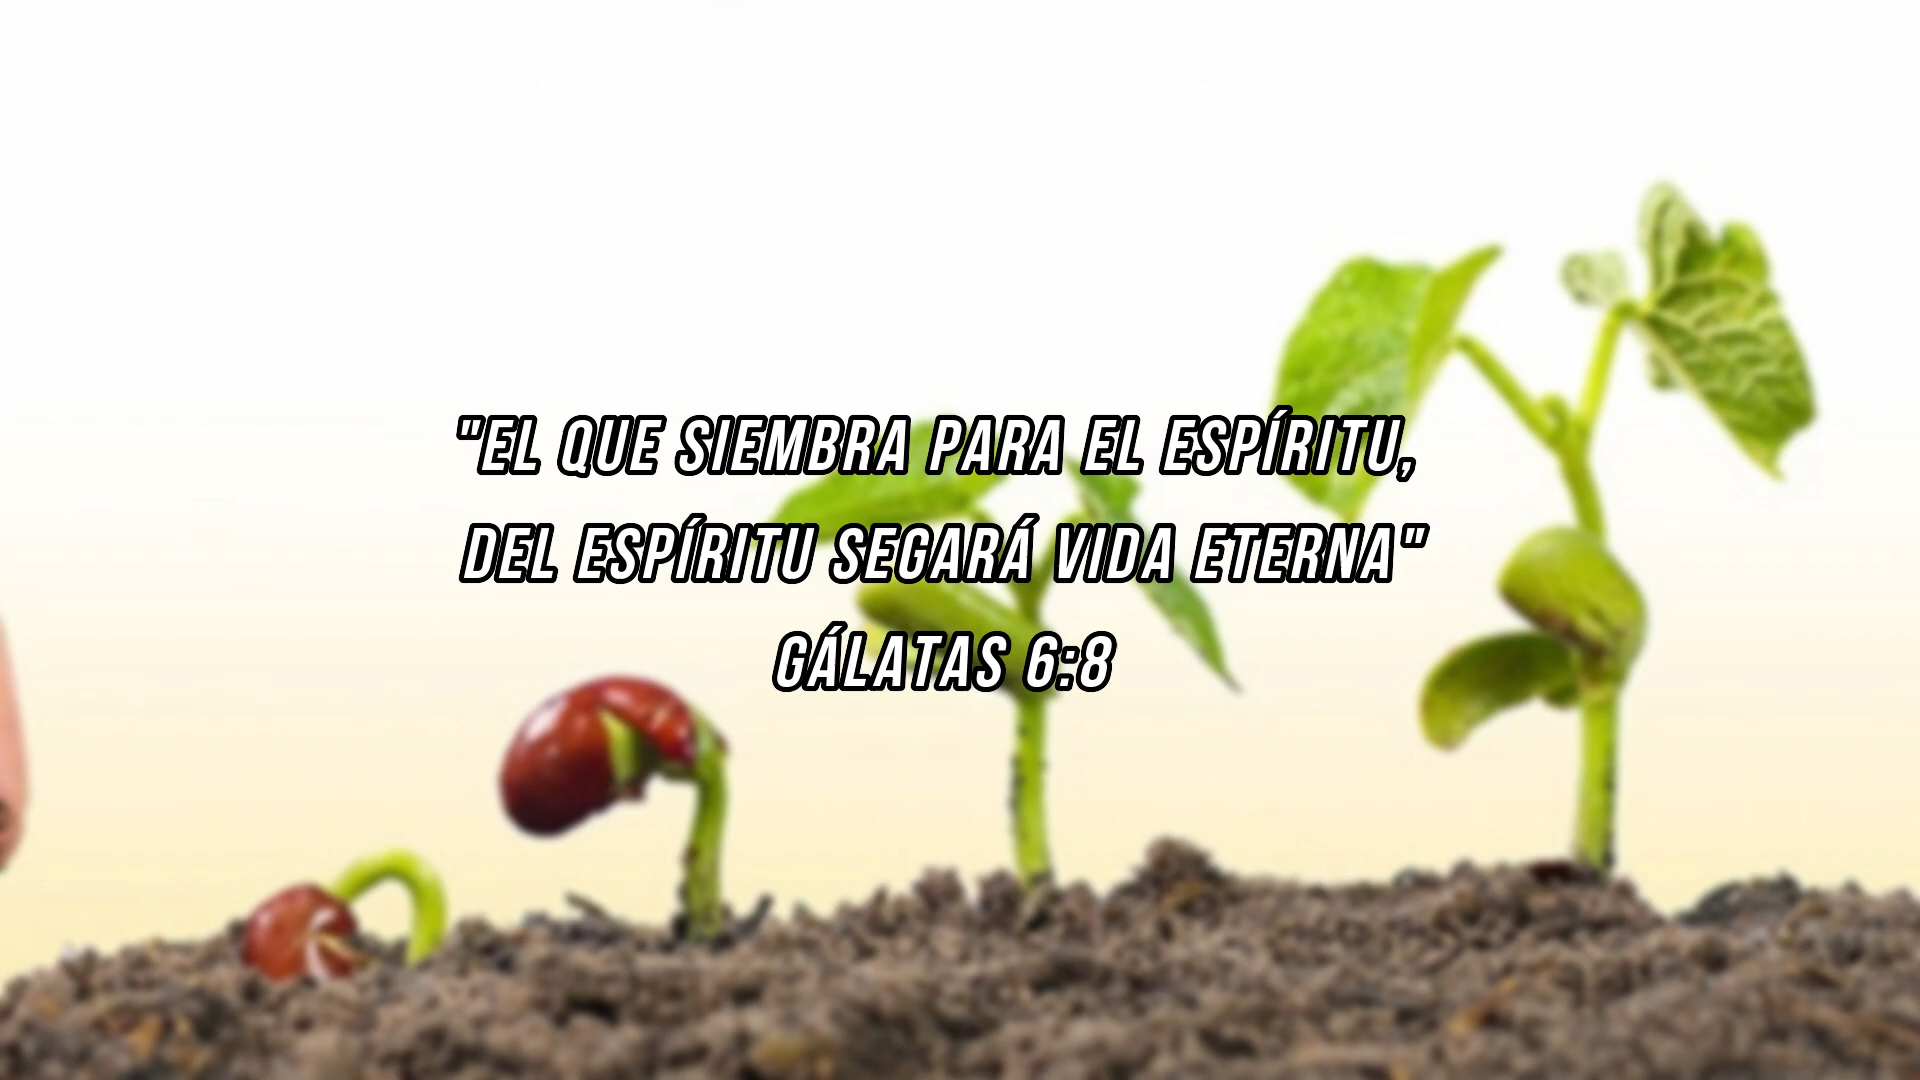 "EL QUE SIEMBRA PARA EL ESPÍRITU,
DEL ESPÍRITU SEGARÁ VIDA ETERNA"
GÁLATAS 6:8